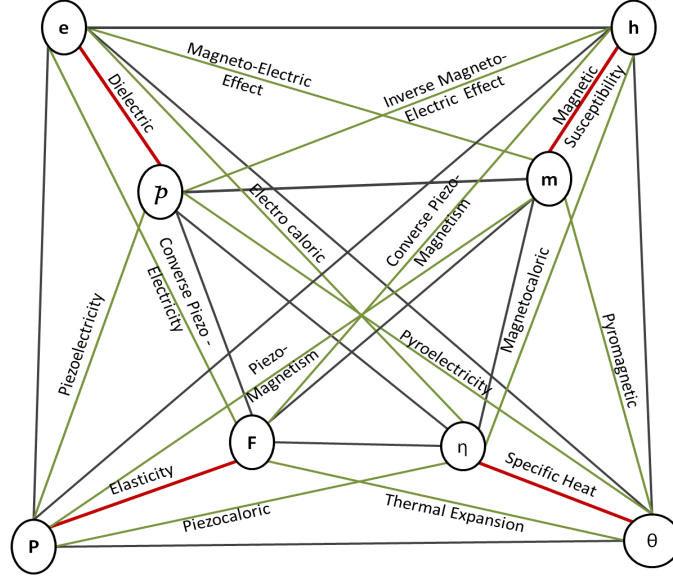 e
h
Magneto-Electric
Effect
Inverse Magneto-
Electric Effect
Dielectric
Magnetic
Susceptibility
p
m
Electro caloric
Converse Piezo-
Magnetism
Converse Piezo -
Electricity
Magnetocaloric
Piezoelectricity
Piezo-
Magnetism
Pyroelectricity
Pyromagnetic
F
η
Elasticity
Specific Heat
Piezocaloric
Thermal Expansion
P
θ